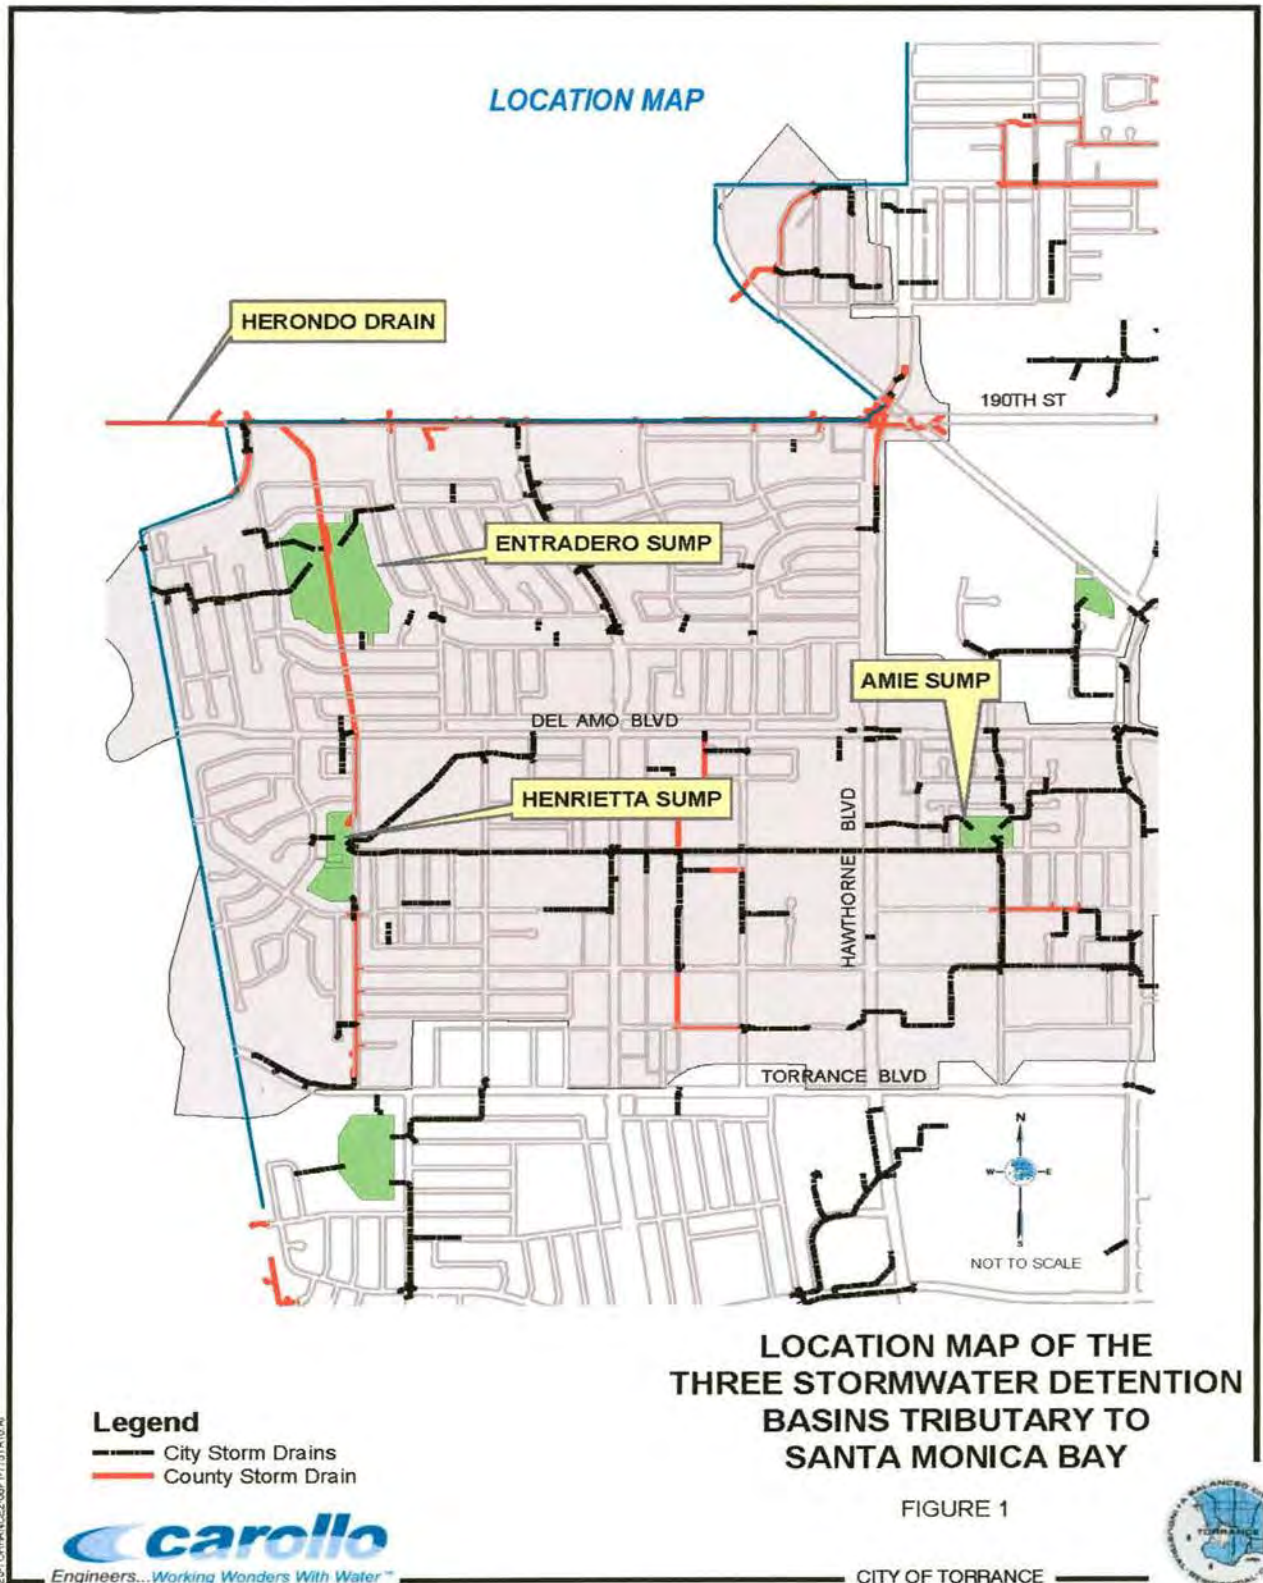 LOCATION MAP
HERONDO DRAIN
190TH ST
ENTRADERO SUMP
AMIE SUMP
DEL AMO BLVD
HENRIETTA SUMP
HAWTHORNE BLVD
TORRANCE BLVD
N
W
E
S
NOT TO SCALE
LOCATION MAP OF THE
THREE STORMWATER DETENTION
BASINS TRIBUTARY TO
SANTA MONICA BAY
Legend
City Storm Drains
County Storm Drain
FIGURE 1
carollo
Engineers...Working Wonders With Water™
CITY OF TORRANCE
TORRANCE